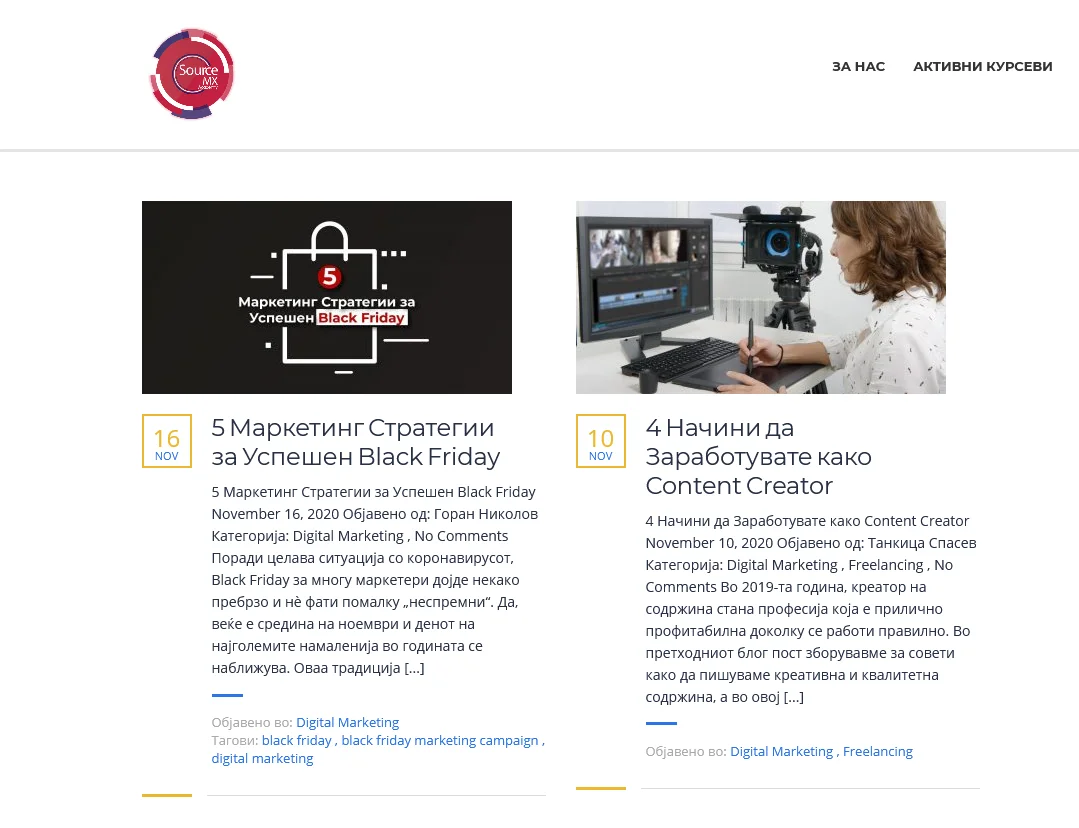 Source
MX
ЗА НАС
АКТИВНИ КУРСЕВИ
5
Маркетинг Стратегии за
Успешен Black Friday
16
NOV
5 Маркетинг Стратегии
за Успешен Black Friday
5 Маркетинг Стратегии за Успешен Black Friday
November 16, 2020 Објавено од: Горан Николов
Категорија: Digital Marketing , No Comments
Поради целава ситуација со коронавирусот,
Black Friday за многу маркетери дојде некако
пребрзо и нѐ фати помалку „неспремни“. Да,
веќе е средина на ноември и денот на
најголемите намаленија во годината се
наближува. Оваа традиција […]
Објавено во: Digital Marketing
Тагови: black friday , black friday marketing campaign ,
digital marketing
10
NOV
4 Начини да
Заработувате како
Content Creator
4 Начини да Заработувате како Content Creator
November 10, 2020 Објавено од: Танкица Спасев
Категорија: Digital Marketing , Freelancing , No
Comments Во 2019-та година, креатор на
содржина стана професија која е прилично
профитабилна доколку се работи правилно. Во
претходниот блог пост зборувавме за совети
како да пишуваме креативна и квалитетна
содржина, а во овој […]
Објавено во: Digital Marketing , Freelancing